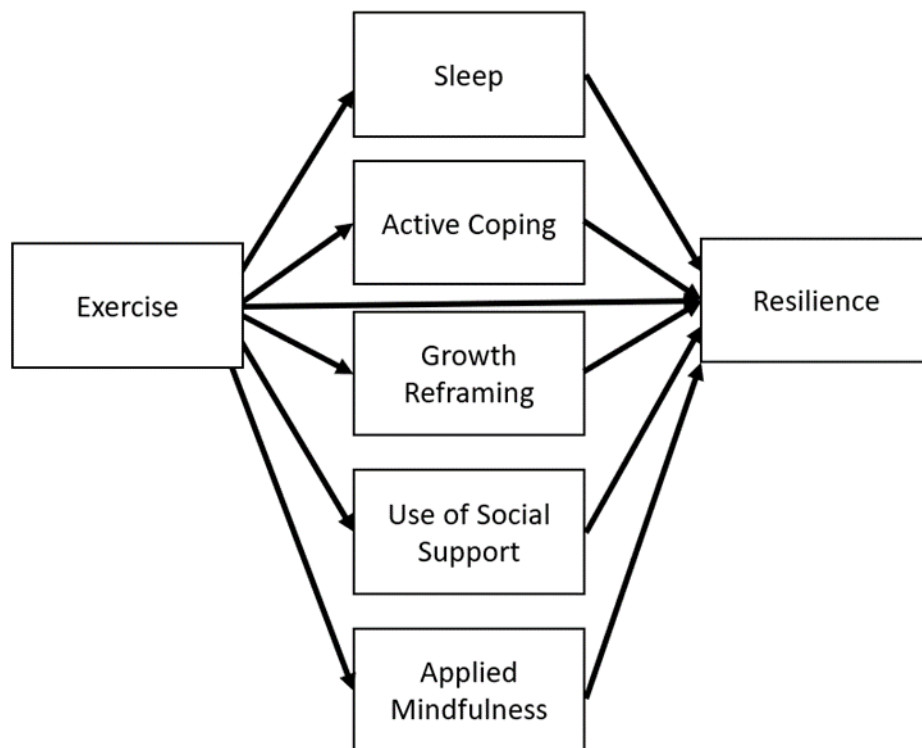 Sleep
Active Coping
Exercise
Resilience
Growth
Reframing
Use of Social
Support
Applied
Mindfulness